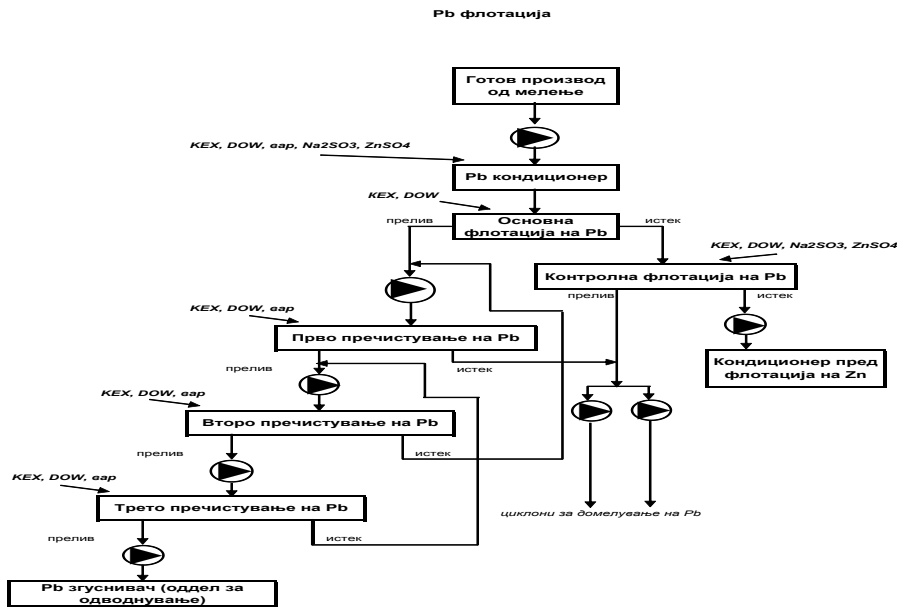 Pb флотација
Готов производ
од мелење
KEX, DOW, вар, Na2SO3, ZnSO4
Pb кондиционер
KEX, DOW
прелив
Основна
флотација на Pb
истек
KEX, DOW, Na2SO3, ZnSO4
Контролна флотација на Pb
прелив
истек
KEX, DOW, вар
Прво пречистување на Pb
прелив
истек
Кондиционер пред
флотација на Zn
KEX, DOW, вар
Второ пречистување на Pb
прелив
истек
KEX, DOW, вар
Трето пречистување на Pb
циклони за домелување на Pb
прелив
истек
Pb згуснивач (оддел за
одводнување)